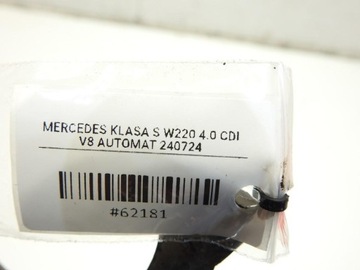 MERCEDES KLASA S W220 4.0 CDI
V8 AUTOMAT 240724
#62181